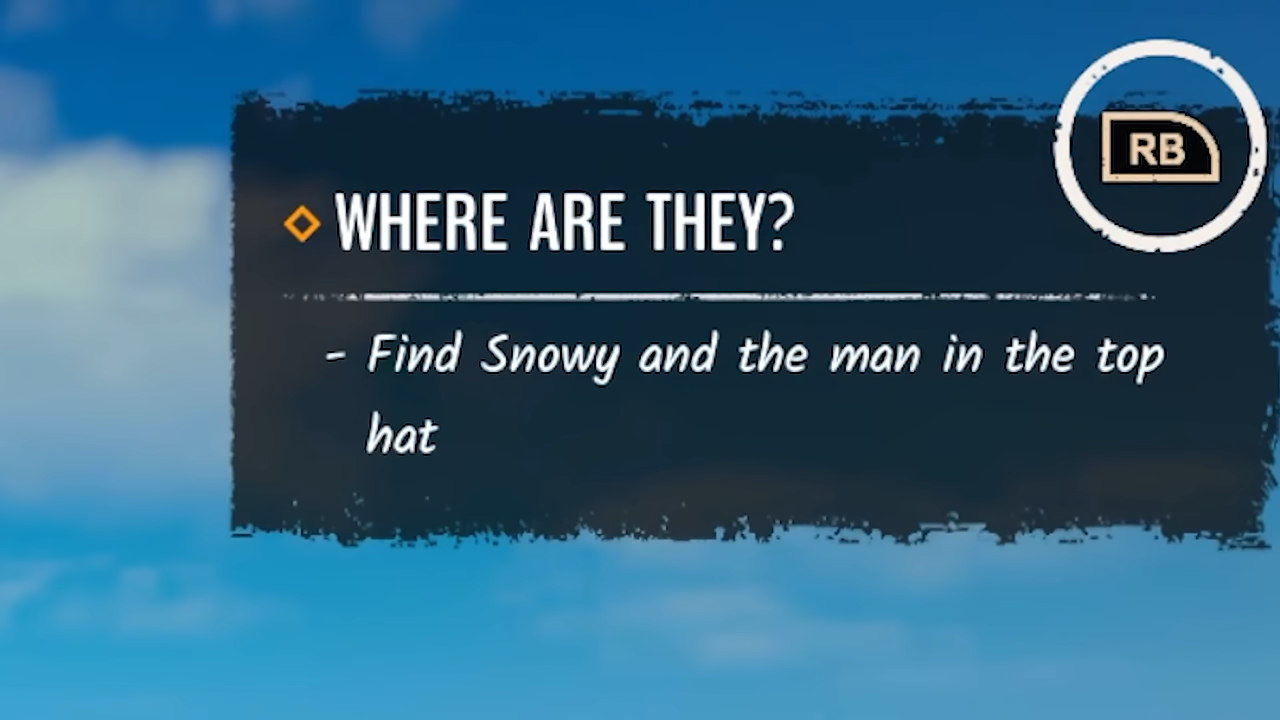 RB
WHERE ARE THEY?
- Find Snowy and the man in the top
hat